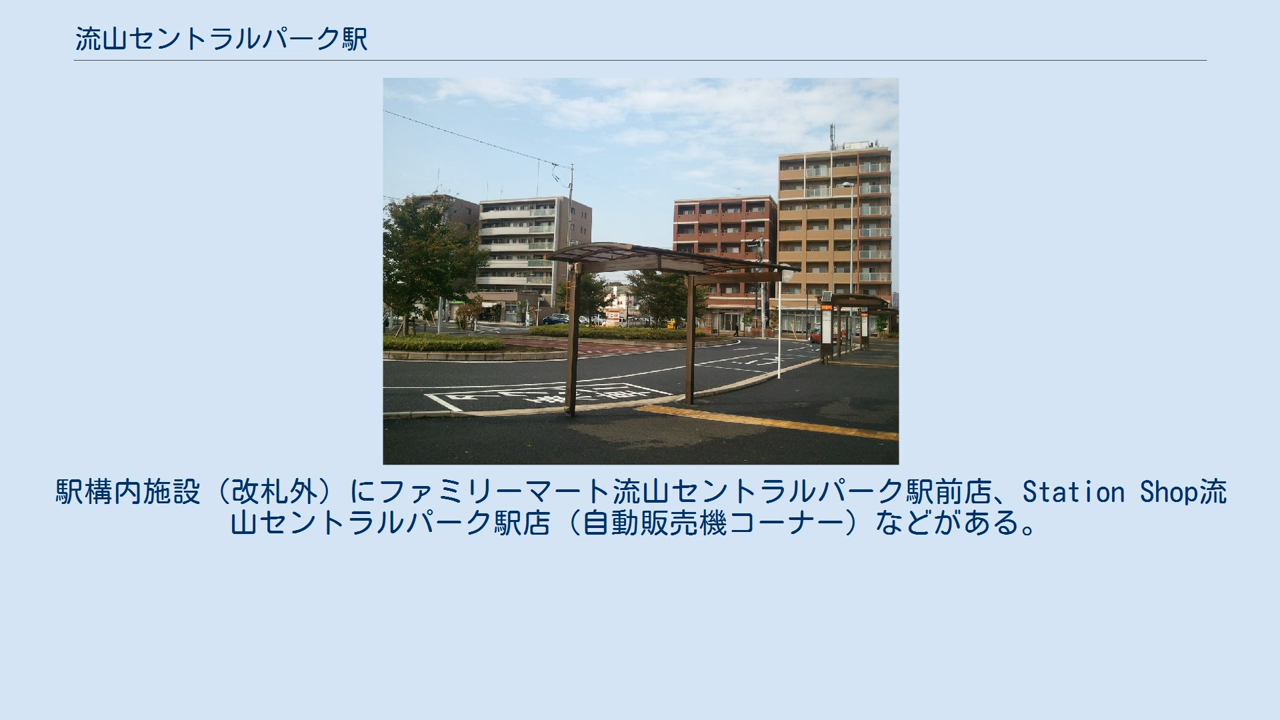 流山セントラルパーク駅
駅構内施設（改札外）にファミリーマート流山セントラルパーク駅前店、Station Shop流
山セントラルパーク駅店（自動販売機コーナー）などがある。